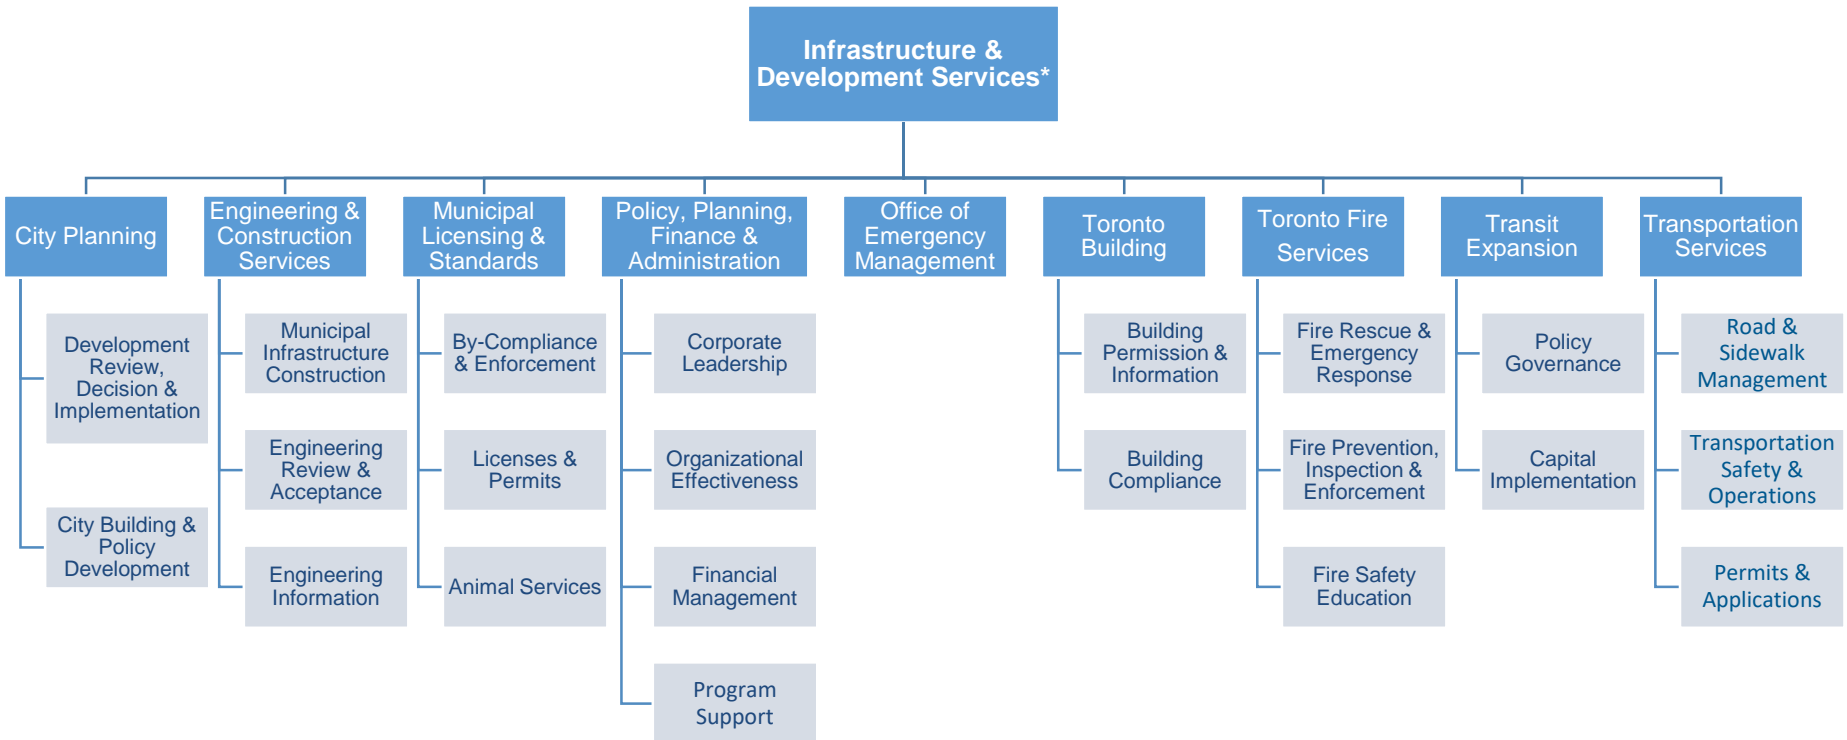 Infrastructure &
Development Services*
City Planning
Engineering &
Construction
Services
Municipal
Licensing &
Standards
Policy, Planning,
Finance &
Administration
Office of
Emergency
Management
Toronto
Building
Toronto Fire
Services
Transit
Expansion
Transportation
Services
Development
Review,
Decision &
Implementation
City Building &
Policy
Development
Municipal
Infrastructure
Construction
Engineering
Review &
Acceptance
Engineering
Information
By-Compliance
& Enforcement
Licenses &
Permits
Animal Services
Corporate
Leadership
Organizational
Effectiveness
Financial
Management
Program
Support
Building
Permission &
Information
Building
Compliance
Fire Rescue &
Emergency
Response
Fire Prevention,
Inspection &
Enforcement
Fire Safety
Education
Policy
Governance
Capital
Implementation
Road &
Sidewalk
Management
Transportation
Safety &
Operations
Permits &
Applications